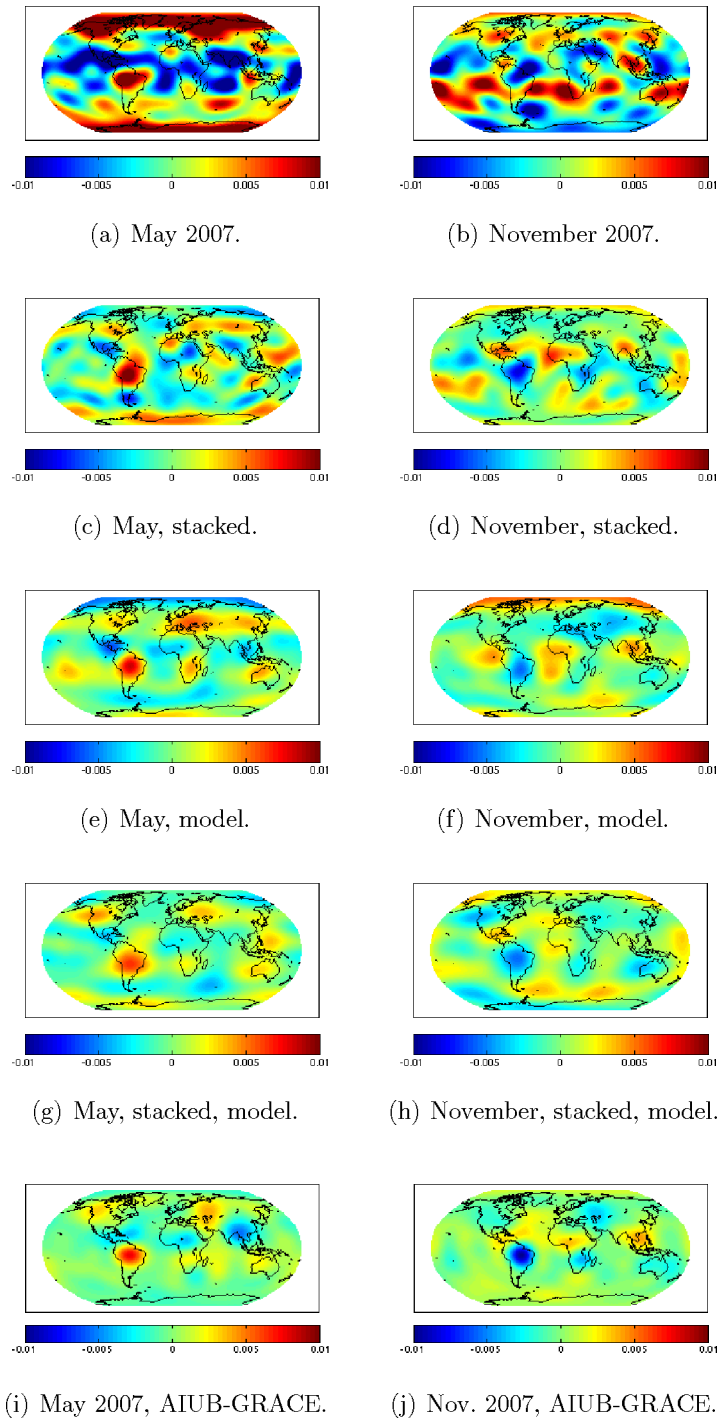 -0.01 -0.005 0 0.005 0.01
-0.01 -0.005 0 0.005 0.01
(a) May 2007.
(b) November 2007.
-0.01 -0.005 0 0.005 0.01
-0.01 -0.005 0 0.005 0.01
(c) May, stacked.
(d) November, stacked.
-0.01 -0.005 0 0.005 0.01
-0.01 -0.005 0 0.005 0.01
(e) May, model.
(f) November, model.
-0.01 -0.005 0 0.005 0.01
-0.01 -0.005 0 0.005 0.01
(g) May, stacked, model.
(h) November, stacked, model.
-0.01 -0.005 0 0.005 0.01
-0.01 -0.005 0 0.005 0.01
(i) May 2007, AIUB-GRACE.
(j) Nov. 2007, AIUB-GRACE.